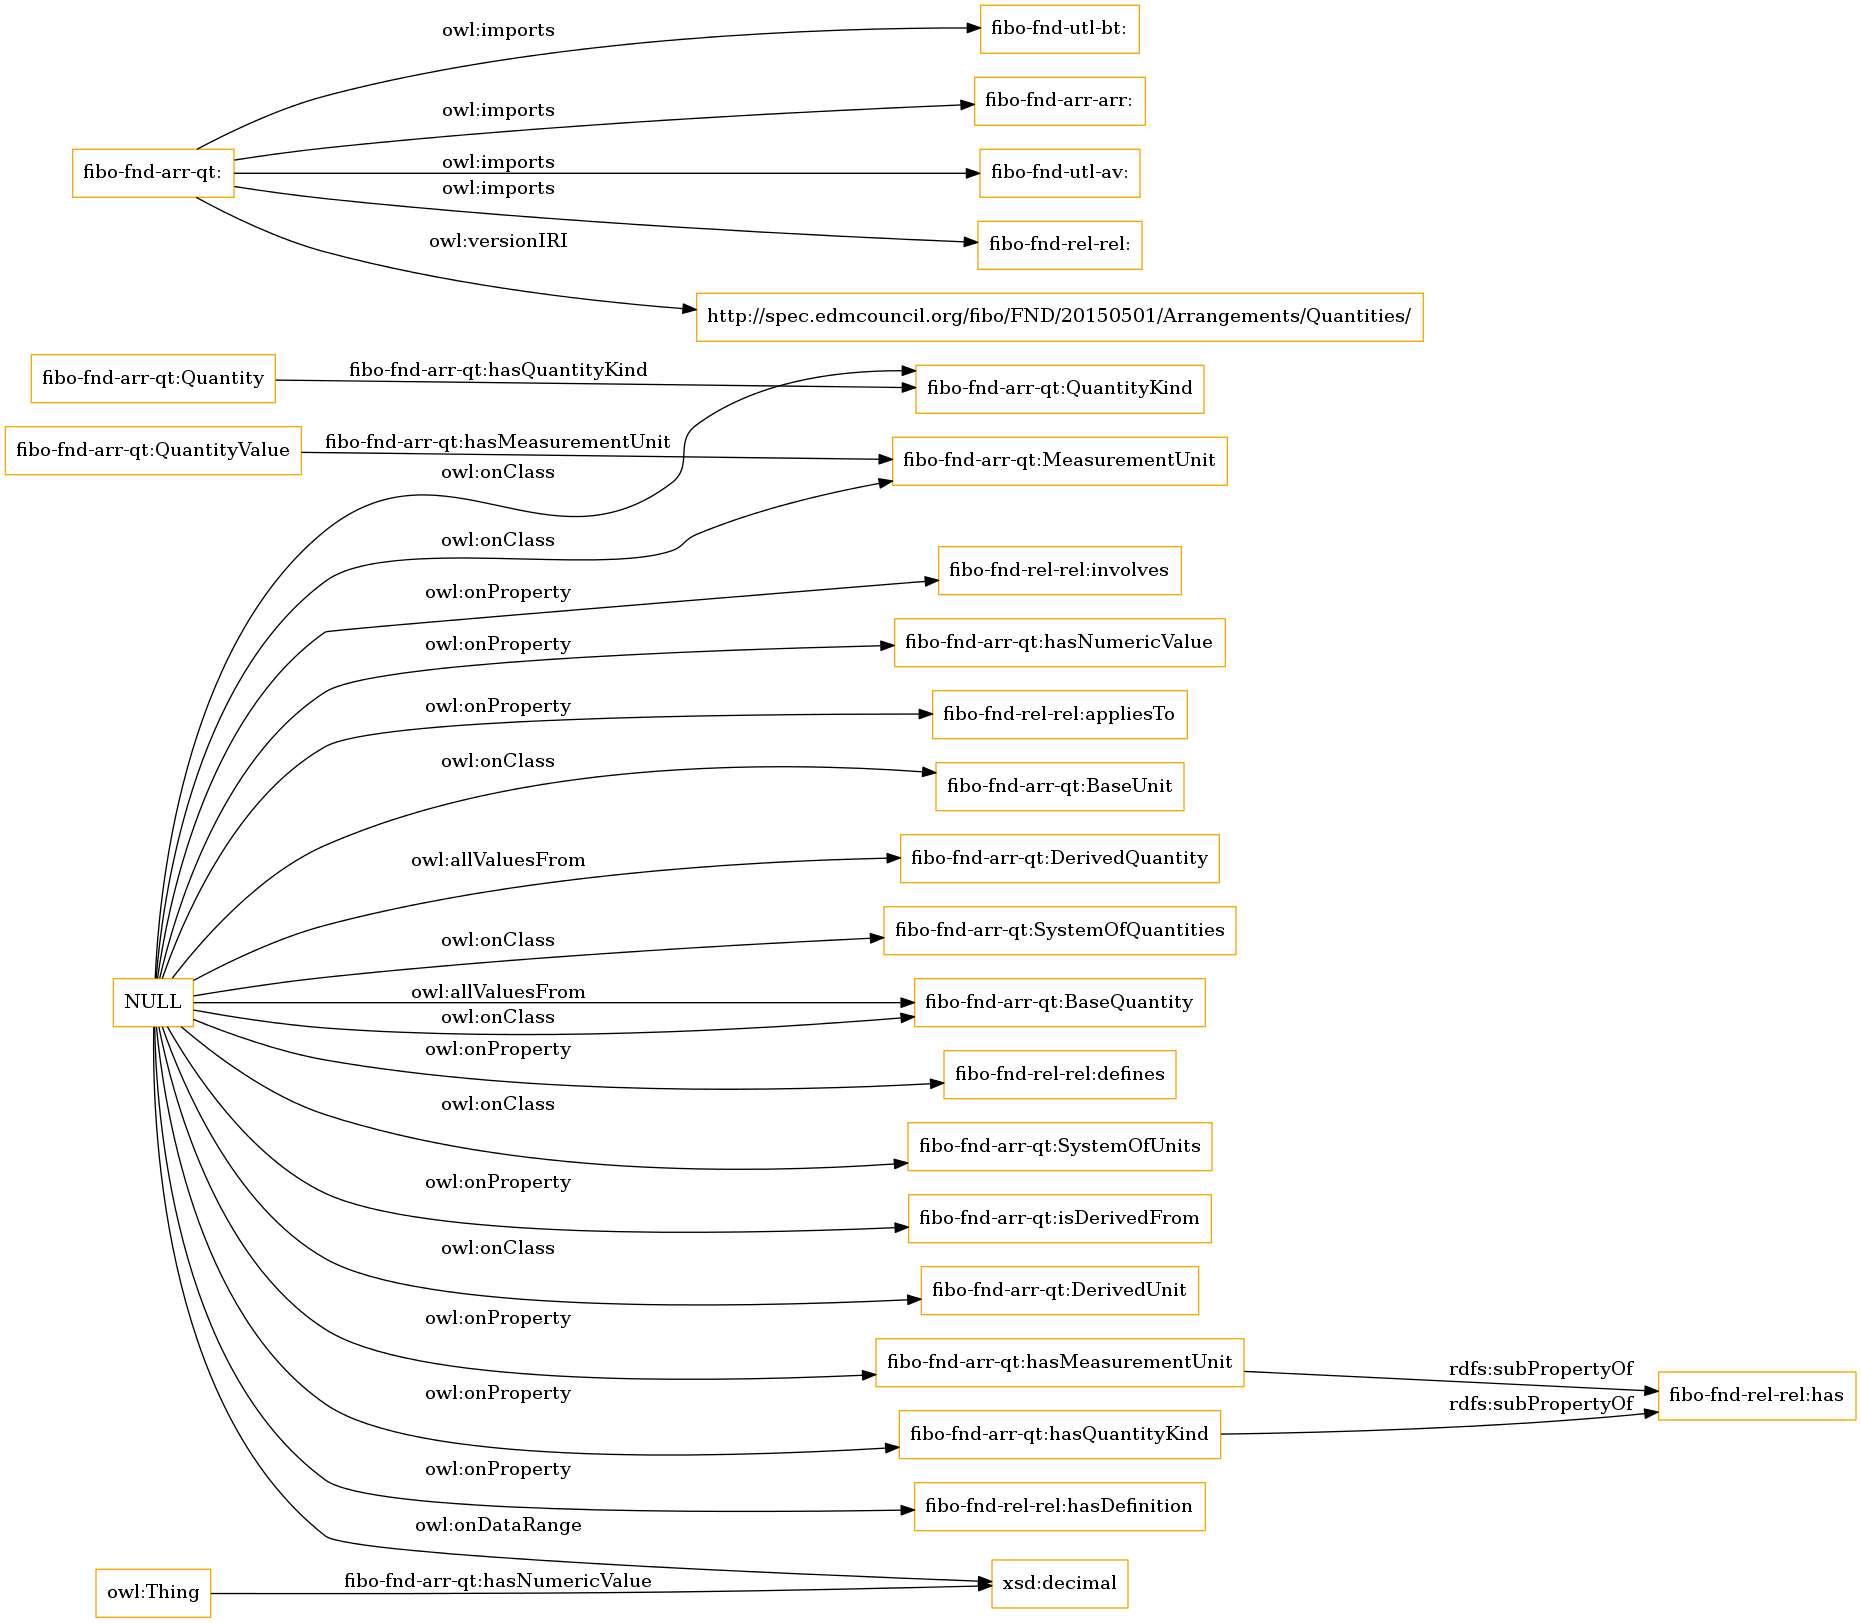 fibo-fnd-utl-bt:
owl:imports
fibo-fnd-arr-arr:
owl:imports
fibo-fnd-arr-qt:
owl:imports
fibo-fnd-utl-av:
owl:imports
fibo-fnd-rel-rel:
owl:versionIRI
http://spec.edmcouncil.org/fibo/FND/20150501/Arrangements/Quantities/
fibo-fnd-arr-qt:Quantity
fibo-fnd-arr-qt:hasQuantityKind
fibo-fnd-arr-qt:QuantityKind
fibo-fnd-arr-qt:QuantityValue
fibo-fnd-arr-qt:hasMeasurementUnit
fibo-fnd-arr-qt:MeasurementUnit
owl:onClass
owl:onClass
owl:onProperty
fibo-fnd-rel-rel:involves
owl:onProperty
fibo-fnd-arr-qt:hasNumericValue
owl:onProperty
fibo-fnd-rel-rel:appliesTo
owl:onClass
fibo-fnd-arr-qt:BaseUnit
owl:allValuesFrom
fibo-fnd-arr-qt:DerivedQuantity
owl:onClass
fibo-fnd-arr-qt:SystemOfQuantities
NULL
owl:allValuesFrom
fibo-fnd-arr-qt:BaseQuantity
owl:onClass
owl:onProperty
fibo-fnd-rel-rel:defines
owl:onClass
fibo-fnd-arr-qt:SystemOfUnits
owl:onProperty
fibo-fnd-arr-qt:isDerivedFrom
owl:onClass
fibo-fnd-arr-qt:DerivedUnit
owl:onProperty
fibo-fnd-arr-qt:hasMeasurementUnit
rdfs:subPropertyOf
fibo-fnd-rel-rel:has
owl:onProperty
fibo-fnd-arr-qt:hasQuantityKind
rdfs:subPropertyOf
owl:onProperty
fibo-fnd-rel-rel:hasDefinition
owl:onDataRange
owl:Thing
fibo-fnd-arr-qt:hasNumericValue
xsd:decimal